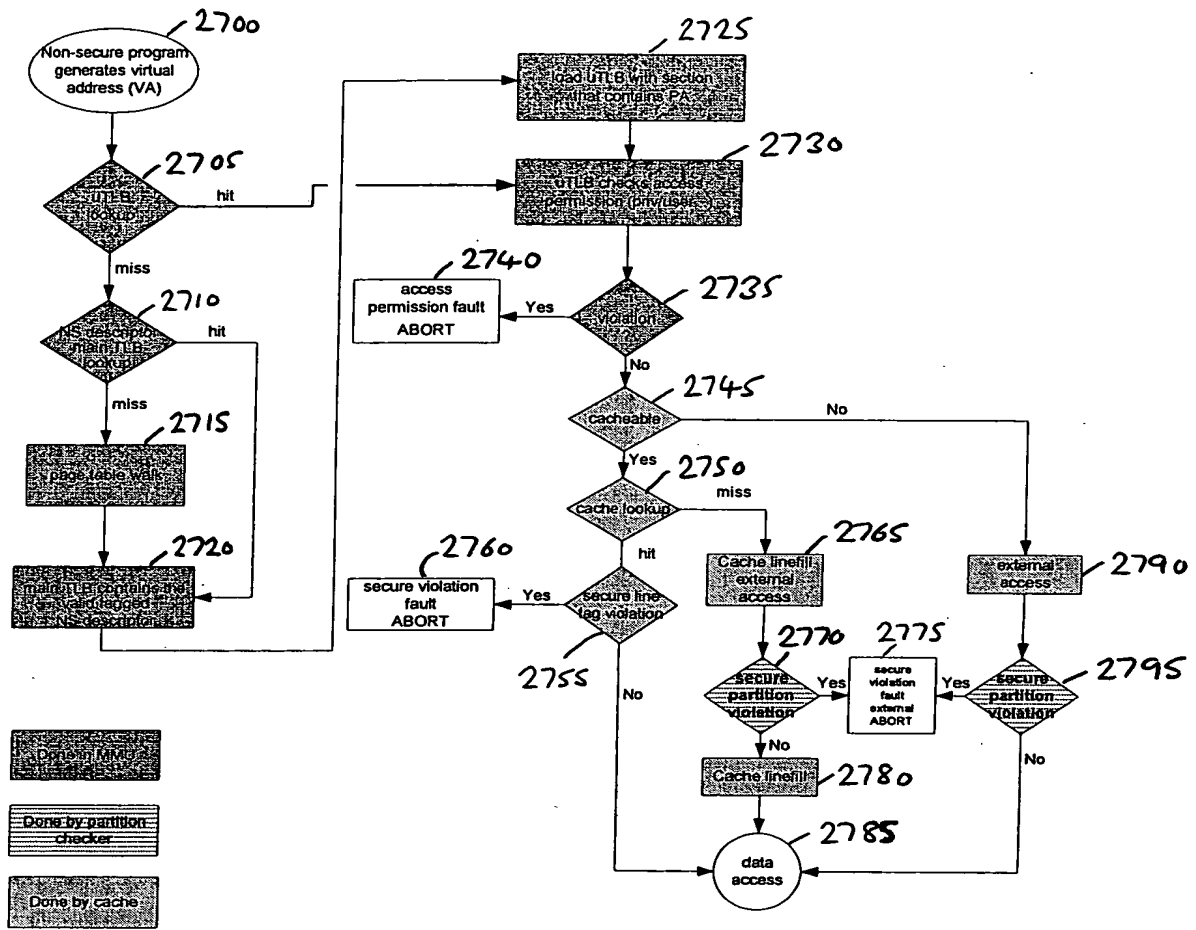 2700
Non-secure program
generates virtual
address (VA)
2705
uTLB
lookup
hit
miss
2710
NS descriptor
main TLB
lookup
hit
miss
2715
page table walk
2720
main TLB contains the
valid tagged
NS descriptor
2725
load uTLB with section
that contains PA
2730
uTLB checks access
permission (priv/user...)
2735
violation
?
Yes
2740
access
permission fault
ABORT
No
2745
cacheable
No
Yes
2750
cache lookup
miss
hit
2755
secure line
tag violation
Yes
2760
secure violation
fault
ABORT
No
2765
Cache linefill
external
access
2770
secure
partition
violation
Yes
2775
secure
violation
fault
external
ABORT
No
2780
Cache linefill
2785
data
access
2790
external
access
2795
secure
partition
violation
Yes
No
Done in MMU
Done by partition
checker
Done by cache